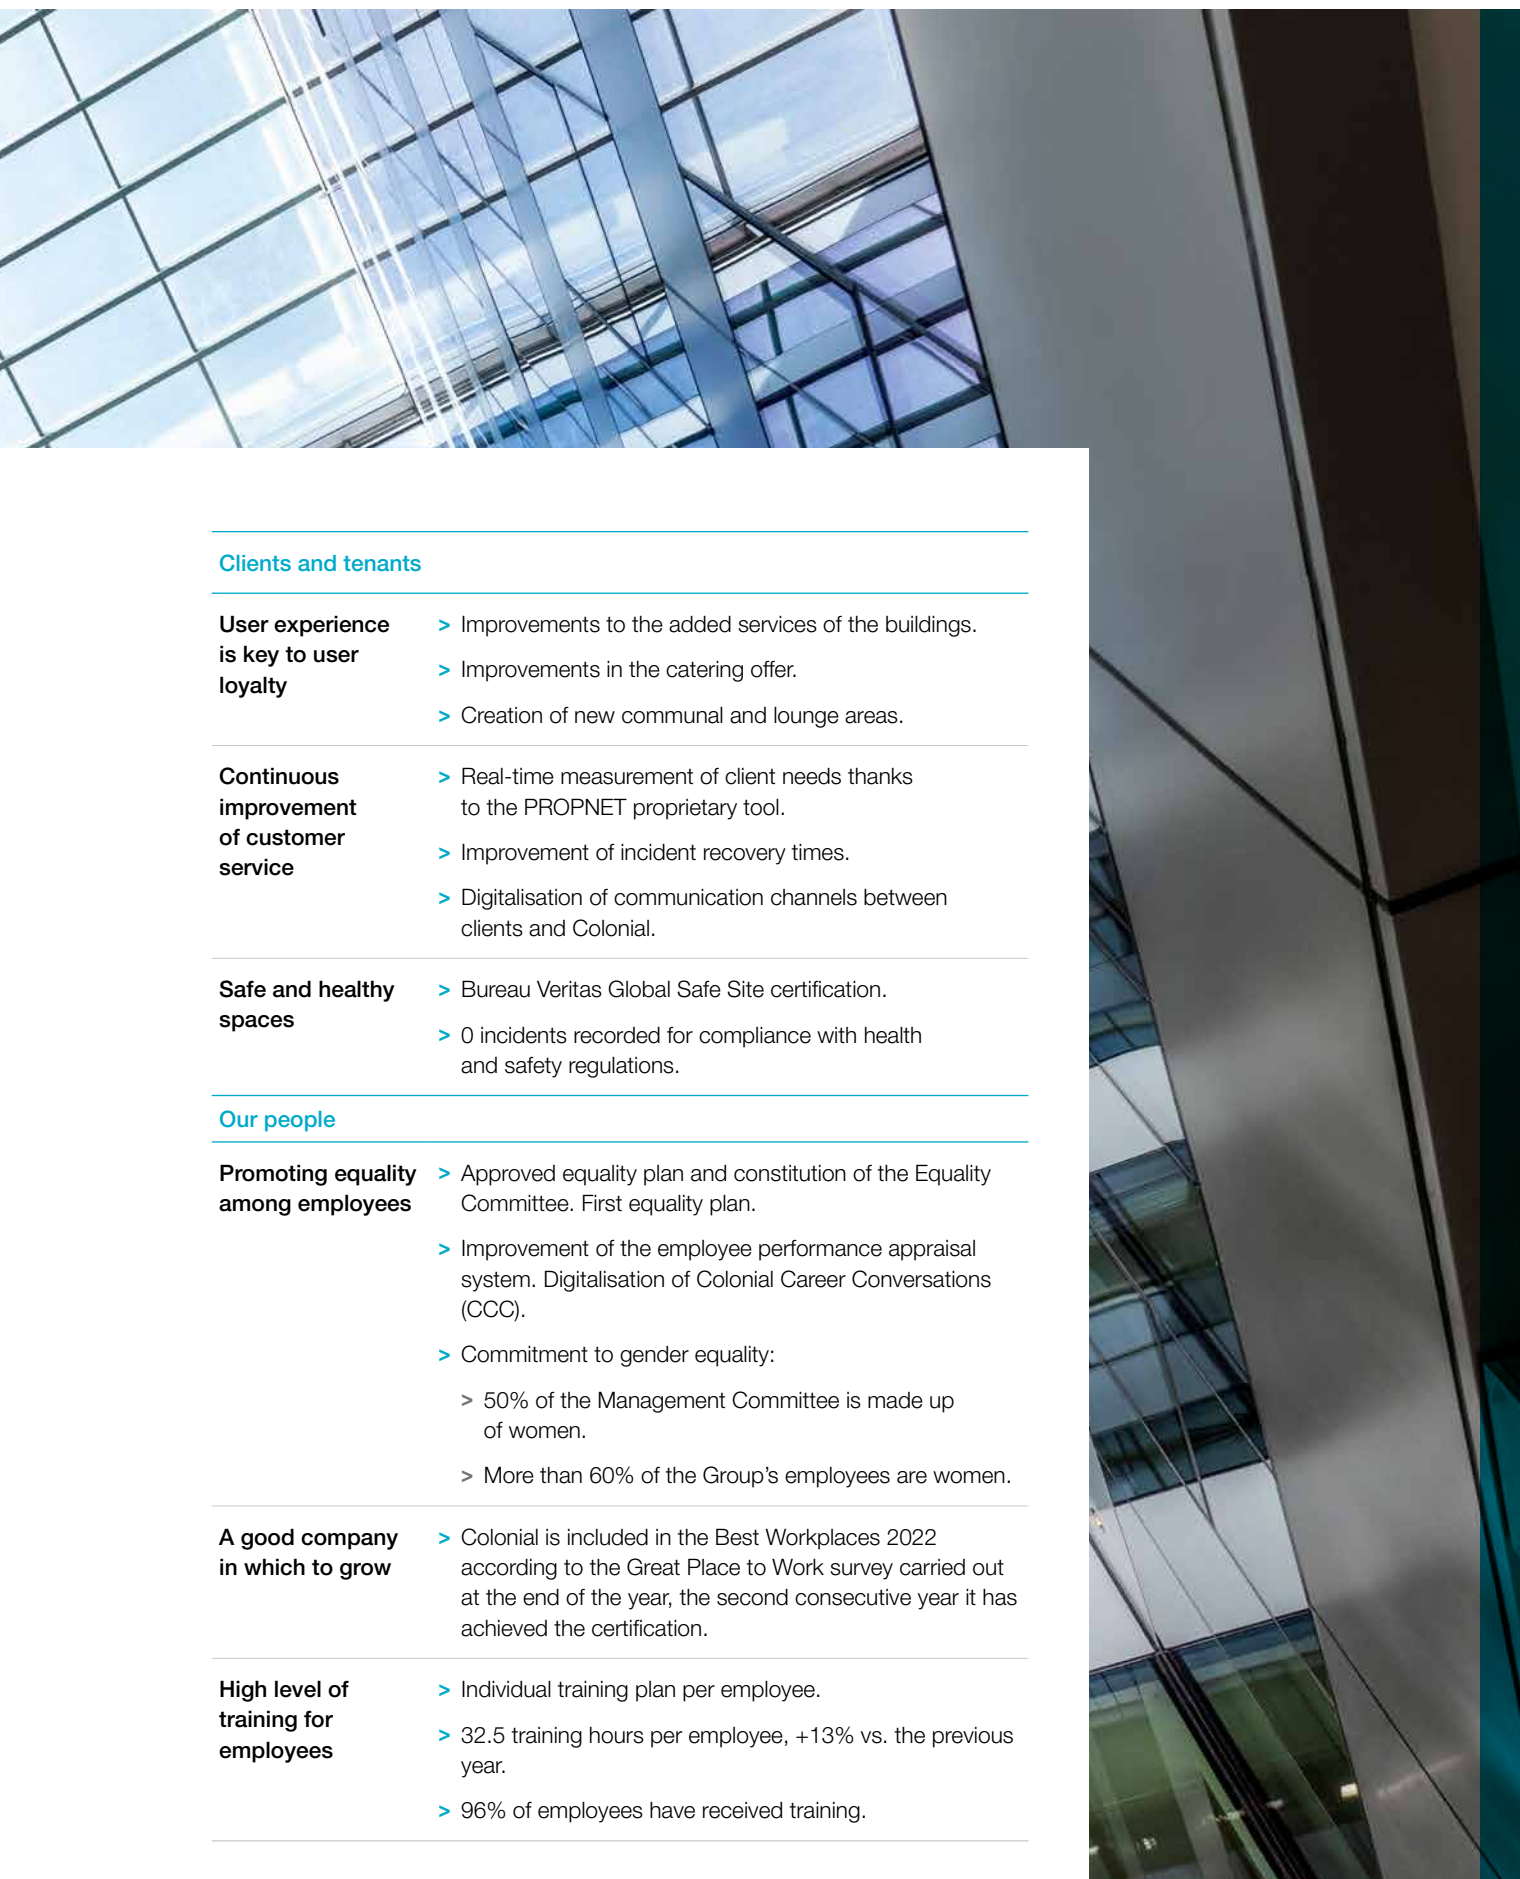 Clients and tenants
User experience
is key to user
loyalty
> Improvements to the added services of the buildings.
> Improvements in the catering offer.
> Creation of new communal and lounge areas.
Continuous
improvement
of customer
service
> Real-time measurement of client needs thanks
to the PROPNET proprietary tool.
> Improvement of incident recovery times.
> Digitalisation of communication channels between
clients and Colonial.
Safe and healthy
spaces
> Bureau Veritas Global Safe Site certification.
> 0 incidents recorded for compliance with health
and safety regulations.
Our people
Promoting equality
among employees
> Approved equality plan and constitution of the Equality
Committee. First equality plan.
> Improvement of the employee performance appraisal
system. Digitalisation of Colonial Career Conversations
(CCC).
> Commitment to gender equality:
> 50% of the Management Committee is made up
of women.
> More than 60% of the Group's employees are women.
A good company
in which to grow
> Colonial is included in the Best Workplaces 2022
according to the Great Place to Work survey carried out
at the end of the year, the second consecutive year it has
achieved the certification.
High level of
training for
employees
> Individual training plan per employee.
> 32.5 training hours per employee, +13% vs. the previous
year.
> 96% of employees have received training.